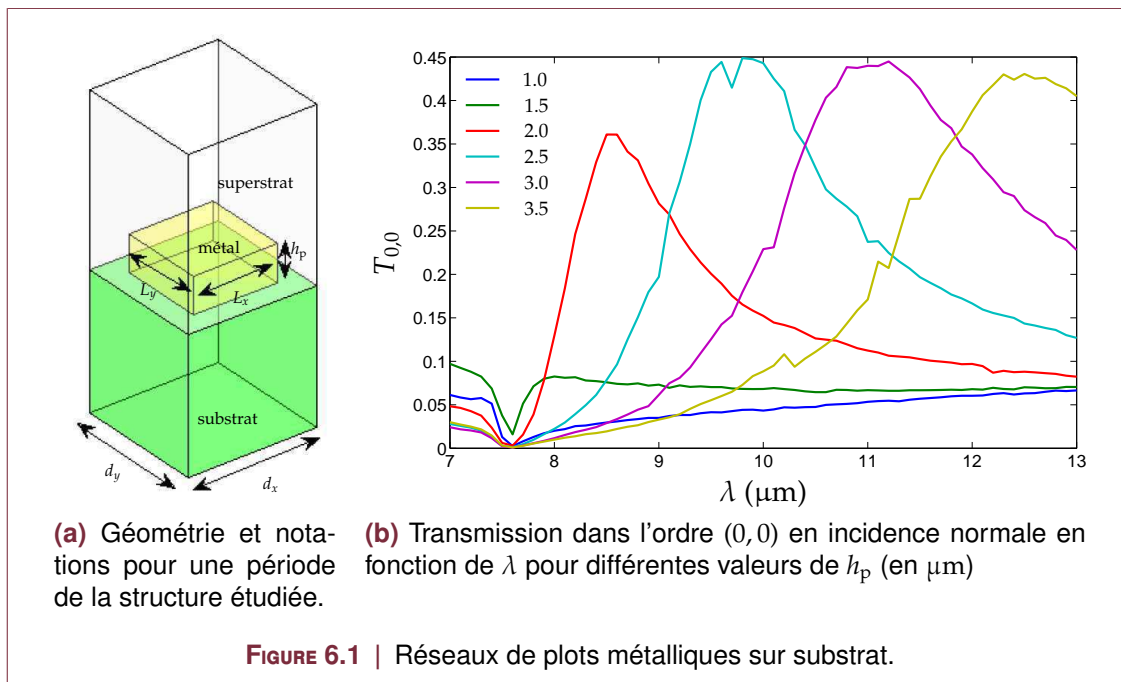 superstrat
métal
hp
Ly
Lx
substrat
dy
dx
0.45
0.4
0.35
0.3
0.25
0.2
0.15
0.1
0.05
0
T0,0
1.0
1.5
2.0
2.5
3.0
3.5
7 8 9 10 11 12 13
λ (μm)
(a) Géométrie et nota-
tions pour une période
de la structure étudiée.
(b) Transmission dans l'ordre (0,0) en incidence normale en
fonction de λ pour différentes valeurs de hp (en μm)
FIGURE 6.1 | Réseaux de plots métalliques sur substrat.